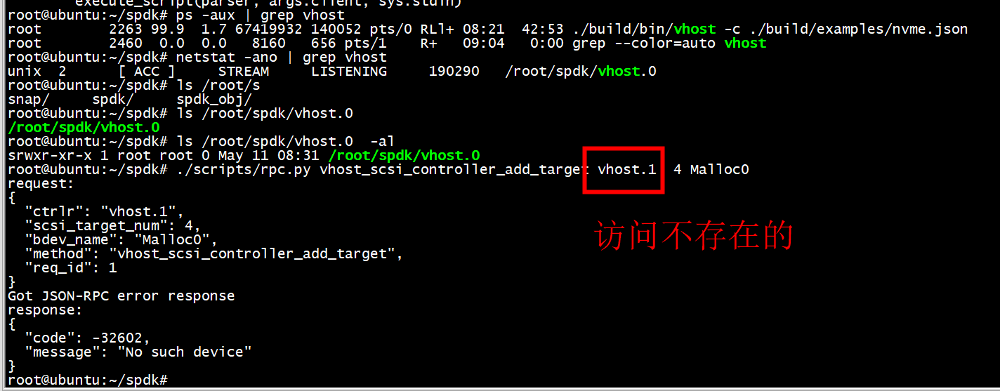 execute_script(parser, args.client, sys.stdin)
root@ubuntu:~/spdk# ps -aux | grep vhost
root        2263 99.9  1.7 67419932 140052 pts/0 RLl+ 08:21  42:53 ./build/bin/vhost -c ./build/examples/nvme.json
root        2460  0.0  0.0   8160   656 pts/1    R+   09:04   0:00 grep --color=auto vhost
root@ubuntu:~/spdk# netstat -ano | grep vhost
unix  2      [ ACC ]     STREAM     LISTENING     190290   /root/spdk/vhost.0
root@ubuntu:~/spdk# ls /root/s
snap/     spdk/     spdk_obj/
root@ubuntu:~/spdk# ls /root/spdk/vhost.0
/root/spdk/vhost.0
root@ubuntu:~/spdk# ls /root/spdk/vhost.0  -al
srwxr-xr-x 1 root root 0 May 11 08:31 /root/spdk/vhost.0
root@ubuntu:~/spdk# ./scripts/rpc.py vhost_scsi_controller_add_target vhost.1  4 Malloc0
request:
{
  "ctrlr": "vhost.1",
  "scsi_target_num": 4,
  "bdev_name": "Malloc0",
  "method": "vhost_scsi_controller_add_target",
  "req_id": 1
}
访问不存在的
Got JSON-RPC error response
response:
{
  "code": -32602,
  "message": "No such device"
}
root@ubuntu:~/spdk#